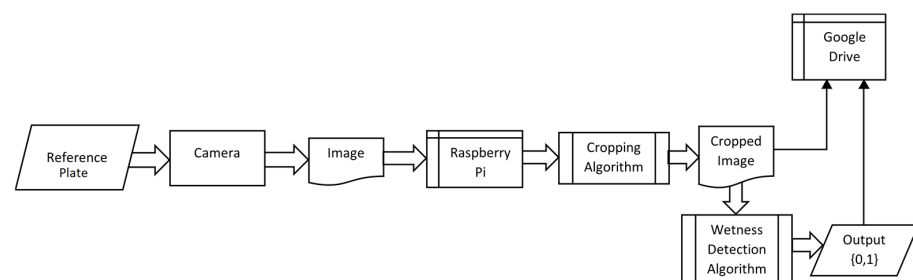 Google
Drive
Reference
Plate
Camera
Image
Raspberry
Pi
Cropping
Algorithm
Cropped
Image
Wetness
Detection
Algorithm
Output
{0,1}